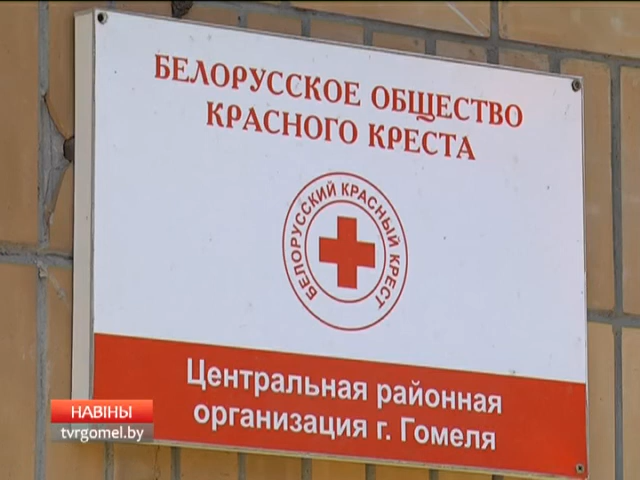 БЕЛОРУССКОЕ ОБЩЕСТВО
КРАСНОГО КРЕСТА
БЕЛОРУССКИЙ КРАСНЫЙ КРЕСТ
Центральная районная
организация г. Гомеля
НАВІНЫ
tvrgomel.by